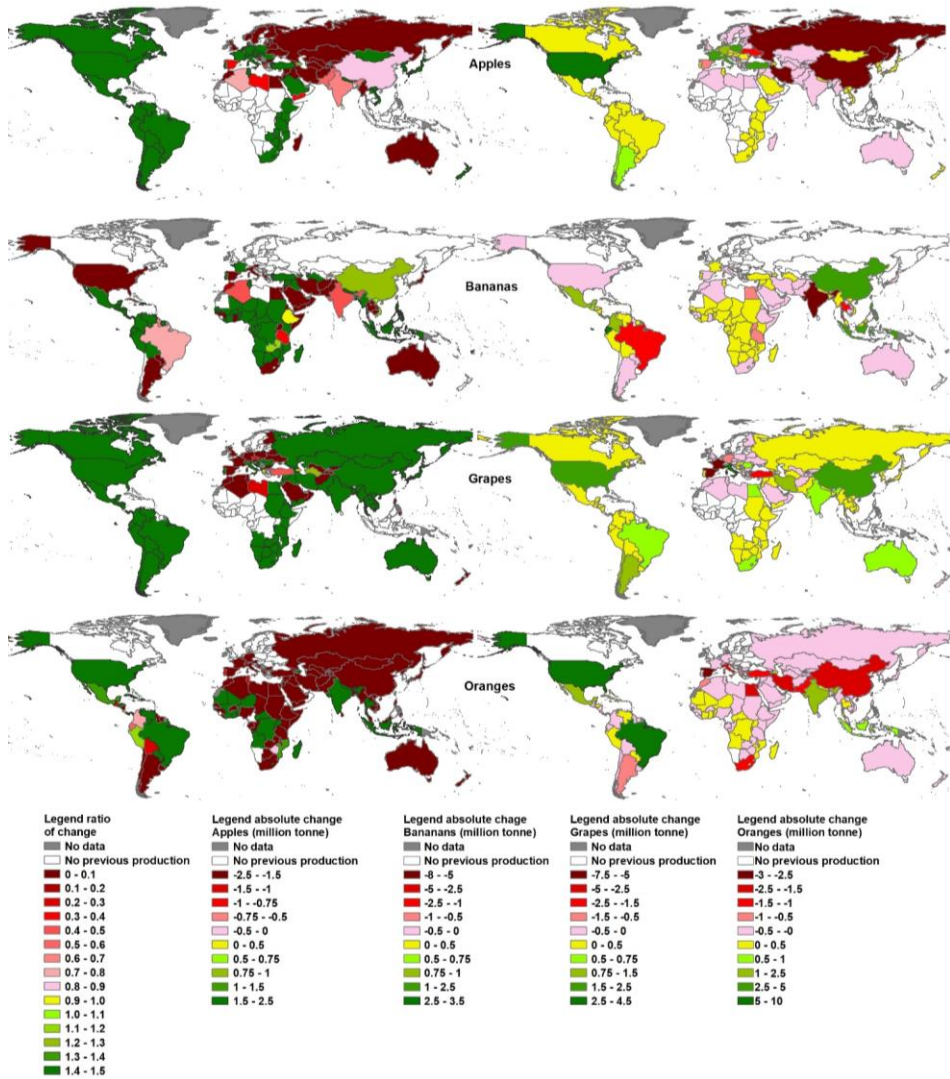 Apples
Bananas
Grapes
Oranges
Legend ratio
of change
No data
No previous production
0 - 0.1
0.1 - 0.2
0.2 - 0.3
0.3 - 0.4
0.4 - 0.5
0.5 - 0.6
0.6 - 0.7
0.7 - 0.8
0.8 - 0.9
0.9 - 1.0
1.0 - 1.1
1.1 - 1.2
1.2 - 1.3
1.3 - 1.4
1.4 - 1.5
Legend absolute change
Apples (million tonne)
No data
No previous production
-2.5 - -1.5
-1.5 - -1
-1 - -0.75
-0.75 - -0.5
-0.5 - 0
0 - 0.5
0.5 - 0.75
0.75 - 1
1 - 1.5
1.5 - 2.5
Legend absolute chage
Bananans (million tonne)
No data
No previous production
-8 - -5
-5 - -2.5
-2.5 - -1
-1 - -0.5
-0.5 - 0
0 - 0.5
0.5 - 0.75
0.75 - 1
1 - 2.5
2.5 - 3.5
Legend absolute change
Grapes (million tonne)
No data
No previous production
-7.5 - -5
-5 - -2.5
-2.5 - -1.5
-1.5 - -0.5
-0.5 - 0
0 - 0.5
0.5 - 0.75
0.75 - 1.5
1.5 - 2.5
2.5 - 4.5
Legend absolute change
Oranges (million tonne)
No data
No previous production
-3 - -2.5
-2.5 - -1.5
-1.5 - -1
-1 - -0.5
-0.5 - -0
0 - 0.5
0.5 - 1
1 - 2.5
2.5 - 5
5 - 10